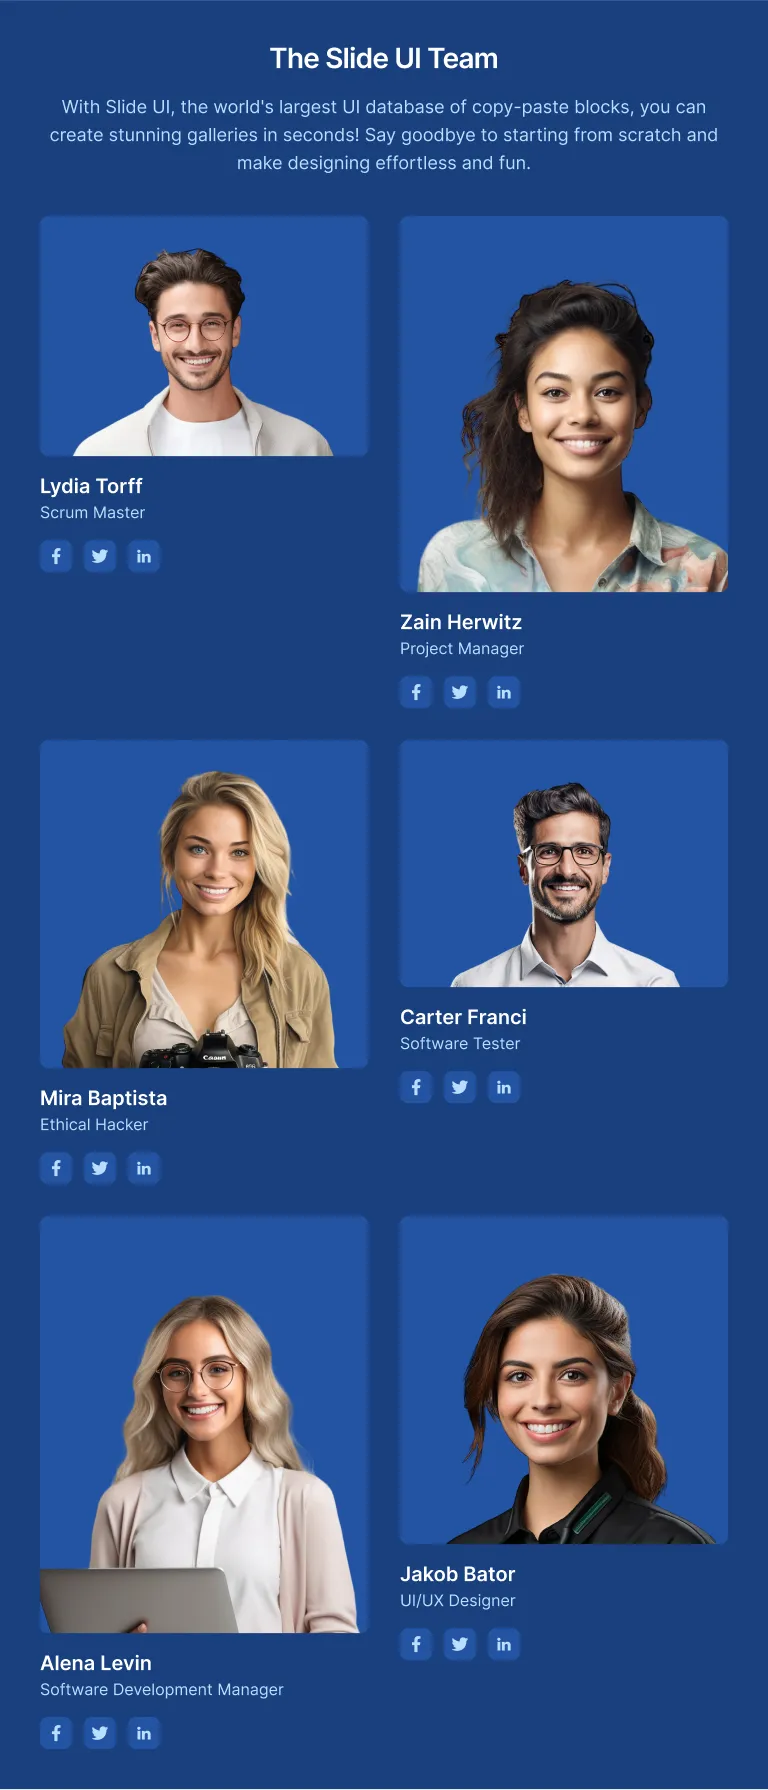 The Slide UI Team
With Slide UI, the world's largest UI database of copy-paste blocks, you can
create stunning galleries in seconds! Say goodbye to starting from scratch and
make designing effortless and fun.
Lydia Torff
Scrum Master
in
Zain Herwitz
Project Manager
in
Canon
EOS
Mira Baptista
Ethical Hacker
in
Carter Franci
Software Tester
in
Alena Levin
Software Development Manager
in
Jakob Bator
UI/UX Designer
in